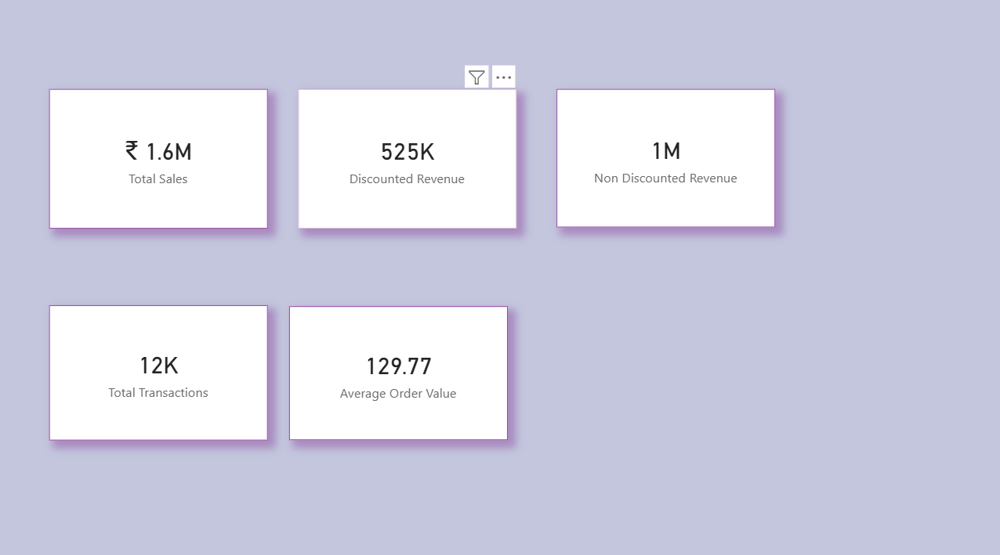 ₹ 1.6M
Total Sales
525K
Discounted Revenue
1M
Non Discounted Revenue
12K
Total Transactions
129.77
Average Order Value